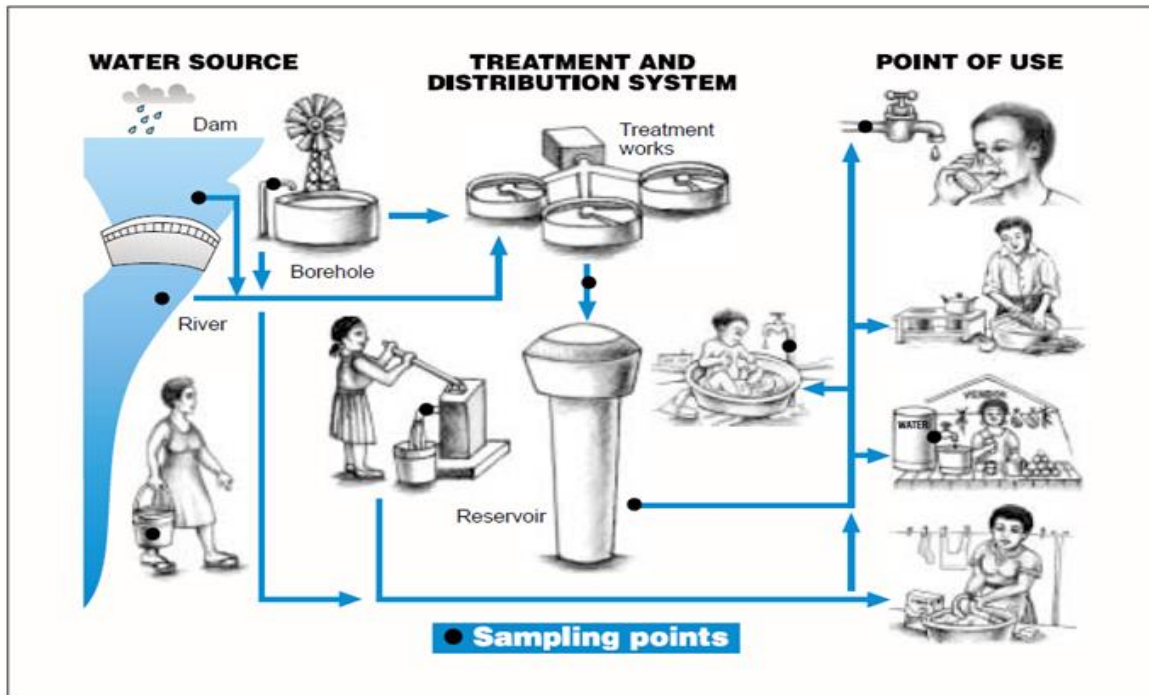 WATER SOURCE
TREATMENT AND
DISTRIBUTION SYSTEM
POINT OF USE
Dam
Treatment
works
Borehole
River
VENDOR
WATER
Reservoir
Sampling points